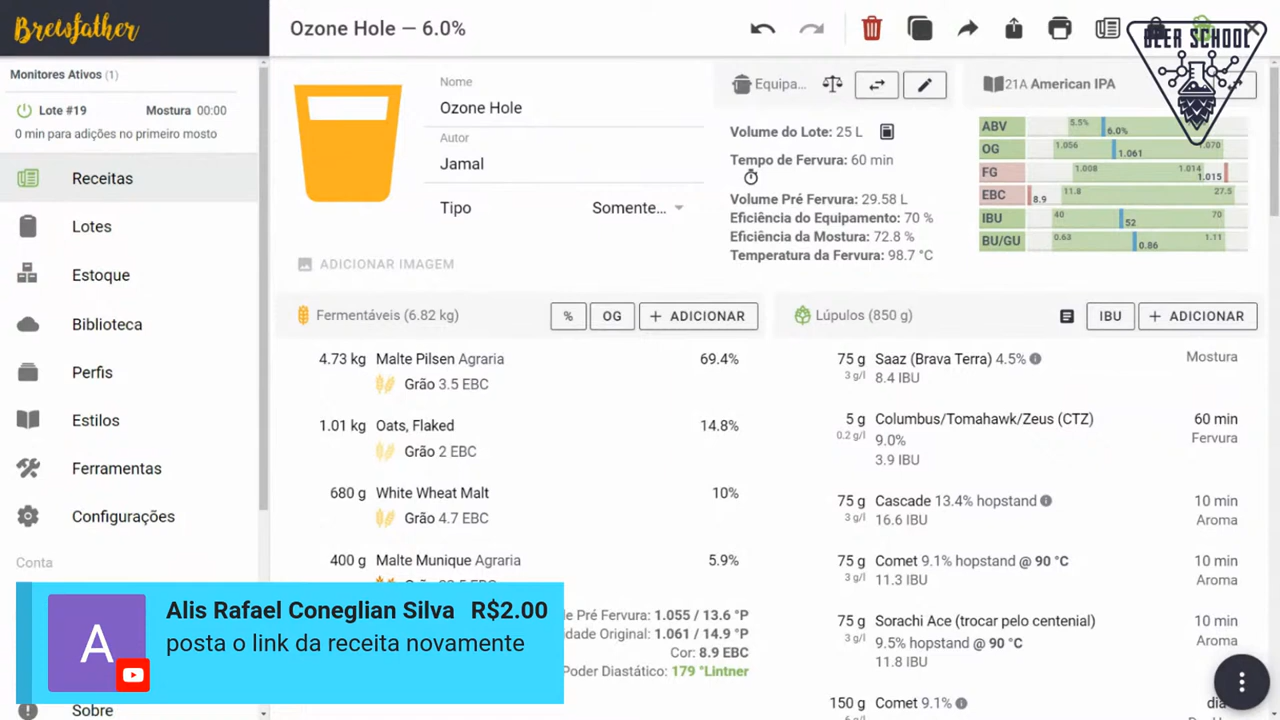 Brewfather
Ozone Hole — 6.0%
BEER SCHOOL
Monitores Ativos (1)
Lote #19 Mostura 00:00
0 min para adições no primeiro mosto
Receitas
Lotes
Estoque
Biblioteca
Perfis
Estilos
Ferramentas
Configurações
Conta
Sobre
Nome
Ozone Hole
Autor
Jamal
Tipo Somente...
ADICIONAR IMAGEM
Equipa...
Volume do Lote: 25 L
Tempo de Fervura: 60 min
Volume Pré Fervura: 29.58 L
Eficiência do Equipamento: 70 %
Eficiência da Mostura: 72.8 %
Temperatura da Fervura: 98.7 °C
21A American IPA
ABV 5.5% 6.0%
OG 1.056 1.061 1.070
FG 1.008 1.014 1.015
EBC 8.9 11.8 27.5
IBU 40 52 70
BU/GU 0.63 0.86 1.11
Fermentáveis (6.82 kg) % OG + ADICIONAR
4.73 kg Malte Pilsen Agraria 69.4%
Grão 3.5 EBC
1.01 kg Oats, Flaked 14.8%
Grão 2 EBC
680 g White Wheat Malt 10%
Grão 4.7 EBC
400 g Malte Munique Agraria 5.9%
e Pré Fervura: 1.055 / 13.6 °P
idade Original: 1.061 / 14.9 °P
Cor: 8.9 EBC
Poder Diastático: 179 °Lintner
Lúpulos (850 g) IBU + ADICIONAR
75 g Saaz (Brava Terra) 4.5% Mostura
3 g/l 8.4 IBU
5 g Columbus/Tomahawk/Zeus (CTZ) 60 min
0.2 g/l 9.0% Fervura
3.9 IBU
75 g Cascade 13.4% hopstand 10 min
3 g/l 16.6 IBU Aroma
75 g Comet 9.1% hopstand @ 90 °C 10 min
3 g/l 11.3 IBU Aroma
75 g Sorachi Ace (trocar pelo centenial) 10 min
3 g/l 9.5% hopstand @ 90 °C Aroma
11.8 IBU
150 g Comet 9.1% dia
6 g/l
Alis Rafael Coneglian Silva R$2.00
A
posta o link da receita novamente